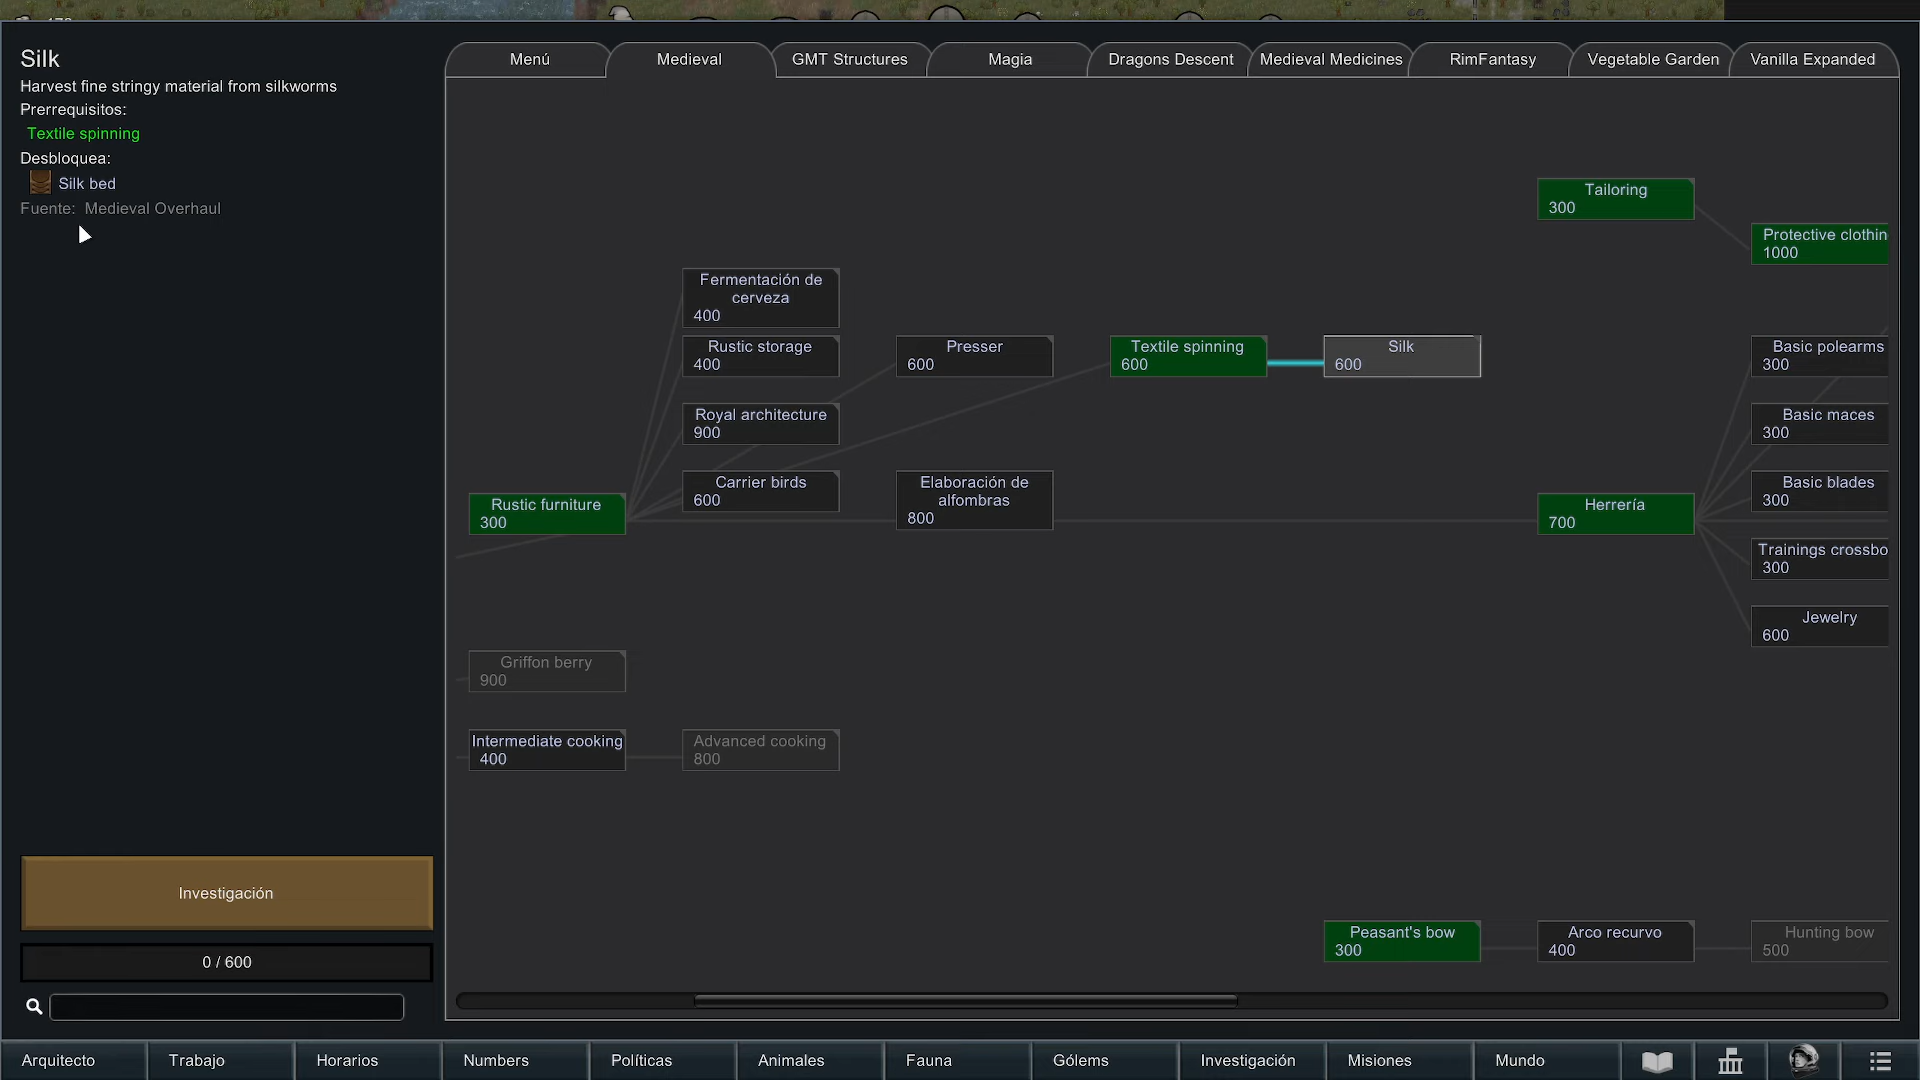 Silk
Harvest fine stringy material from silkworms
Prerrequisitos:
Textile spinning
Desbloquea:
Silk bed
Fuente: Medieval Overhaul
Investigación
0 / 600
Menú
Medieval
GMT Structures
Magia
Dragons Descent
Medieval Medicines
RimFantasy
Vegetable Garden
Vanilla Expanded
Tailoring
300
Protective clothin
1000
Fermentación de
cerveza
400
Rustic storage
400
Presser
600
Textile spinning
600
Silk
600
Basic polearms
300
Royal architecture
900
Basic maces
300
Carrier birds
600
Elaboración de
alfombras
800
Basic blades
300
Rustic furniture
300
Herrería
700
Trainings crossbo
300
Jewelry
600
Griffon berry
900
Intermediate cooking
400
Advanced cooking
800
Peasant's bow
300
Arco recurvo
400
Hunting bow
500
Arquitecto
Trabajo
Horarios
Numbers
Políticas
Animales
Fauna
Gólems
Investigación
Misiones
Mundo